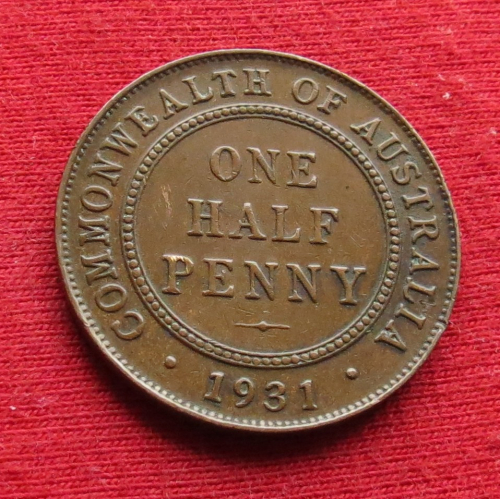 COMMONWEALTH OF AUSTRALIA
ONE
HALF
PENNY
· 1931 ·